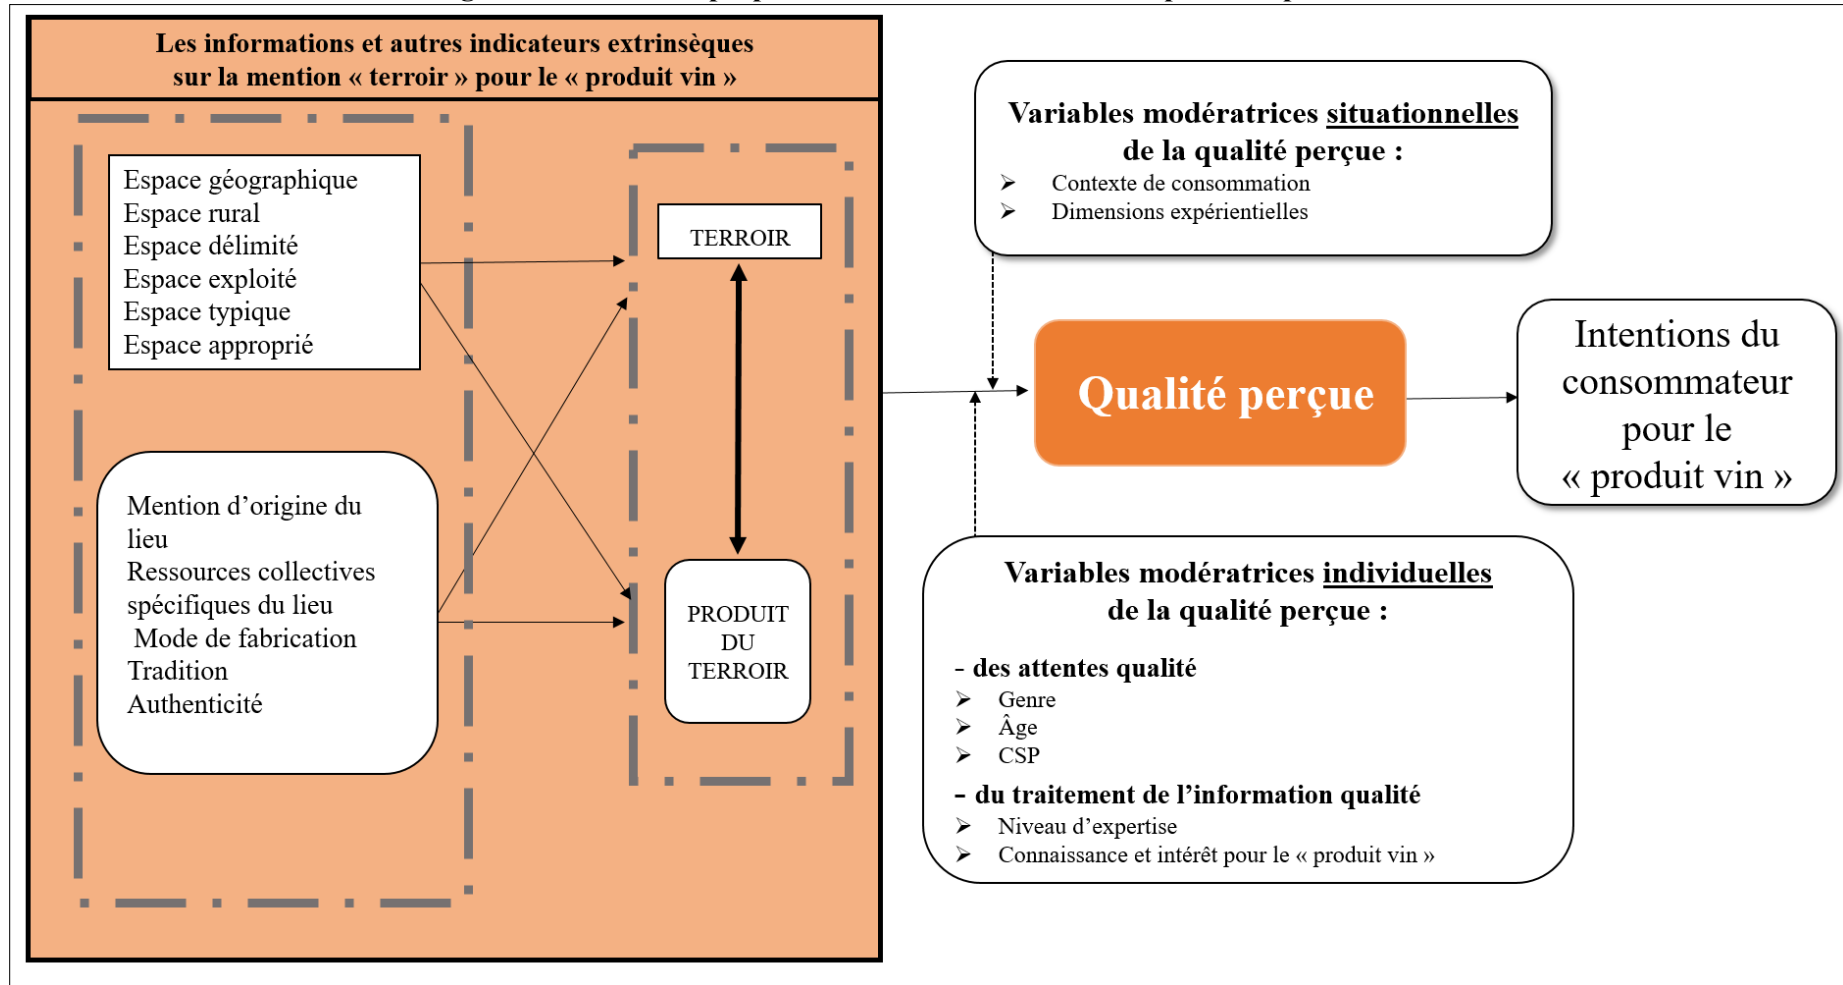 Les informations et autres indicateurs extrinsèques
sur la mention « terroir » pour le « produit vin »
Espace géographique
Espace rural
Espace délimité
Espace exploité
Espace typique
Espace approprié
Mention d’origine du
lieu
Ressources collectives
spécifiques du lieu
Mode de fabrication
Tradition
Authenticité
TERROIR
PRODUIT
DU
TERROIR
Variables modératrices situationnelles
de la qualité perçue :
➢ Contexte de consommation
➢ Dimensions expérientielles
Qualité perçue
Intentions du
consommateur
pour le
« produit vin »
Variables modératrices individuelles
de la qualité perçue :
- des attentes qualité
➢ Genre
➢ Âge
➢ CSP
– du traitement de l’information qualité
➢ Niveau d’expertise
➢ Connaissance et intérêt pour le « produit vin »